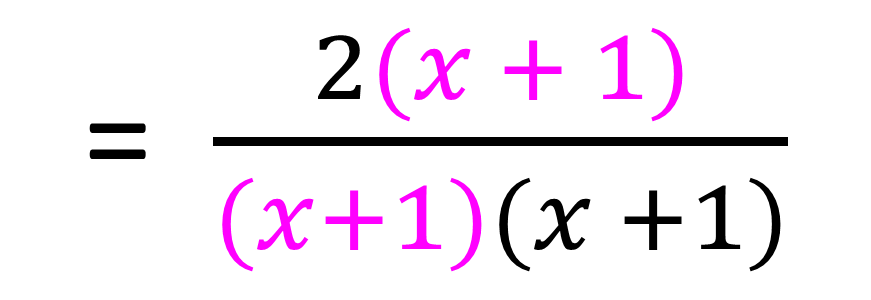 = 2(x + 1)
(x+1)(x +1)